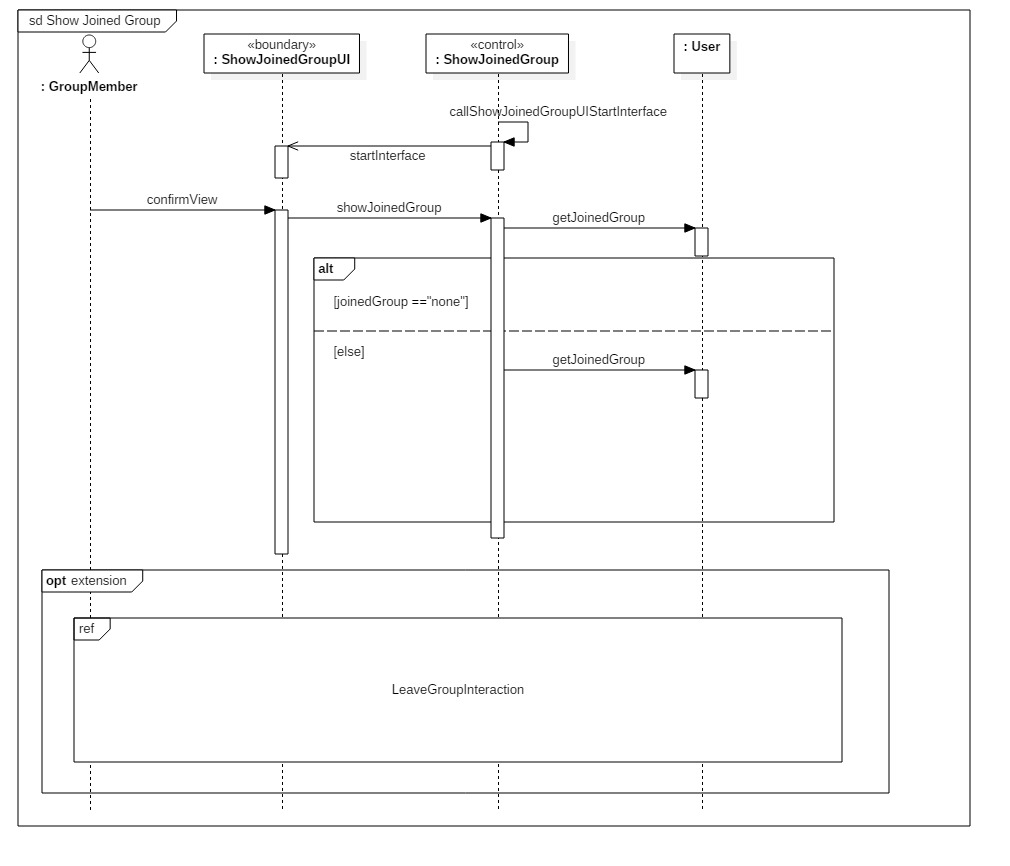 sd Show Joined Group
: GroupMember
«boundary»
: ShowJoinedGroupUI
«control»
: ShowJoinedGroup
: User
callShowJoinedGroupUIStartInterface
startInterface
confirmView
showJoinedGroup
getJoinedGroup
alt
[joinedGroup =="none"]
[else]
getJoinedGroup
opt extension
ref
LeaveGroupInteraction